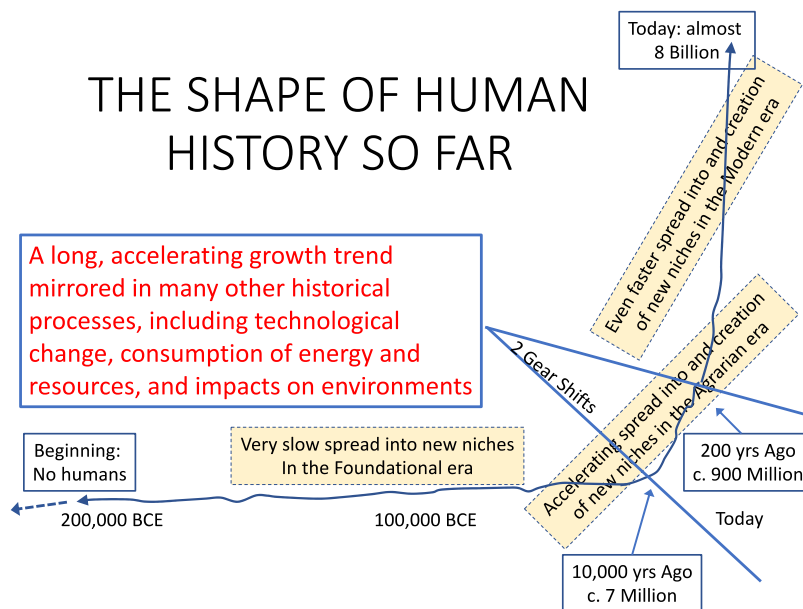 THE SHAPE OF HUMAN
HISTORY SO FAR
Today: almost
8 Billion
Even faster spread into and creation
of new niches in the Modern era
A long, accelerating growth trend
mirrored in many other historical
processes, including technological
change, consumption of energy and
resources, and impacts on environments
2 Gear Shifts
Accelerating spread into and creation
of new niches in the Agrarian era
Beginning:
No humans
Very slow spread into new niches
In the Foundational era
200 yrs Ago
c. 900 Million
200,000 BCE
100,000 BCE
Today
10,000 yrs Ago
c. 7 Million